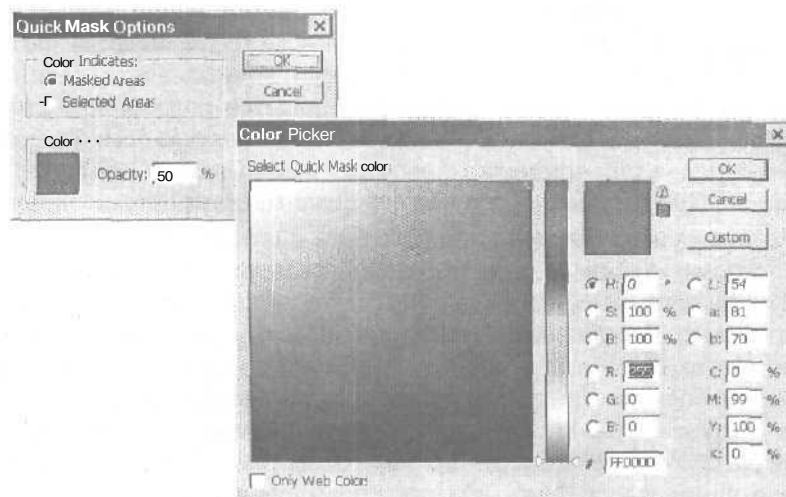 Quick Mask Options
Color Indicates:
Masked Areas
Selected Areas
Color
Opacity: 50 %
OK
Cancel
Color Picker
Select Quick Mask color
OK
Cancel
Custom
H: 0 °
S: 100 %
B: 100 %
R: 255
G: 0
B: 0
# FF0000
L: 54
a: 81
b: 70
C: 0 %
M: 99 %
Y: 100 %
K: 0 %
Only Web Colors